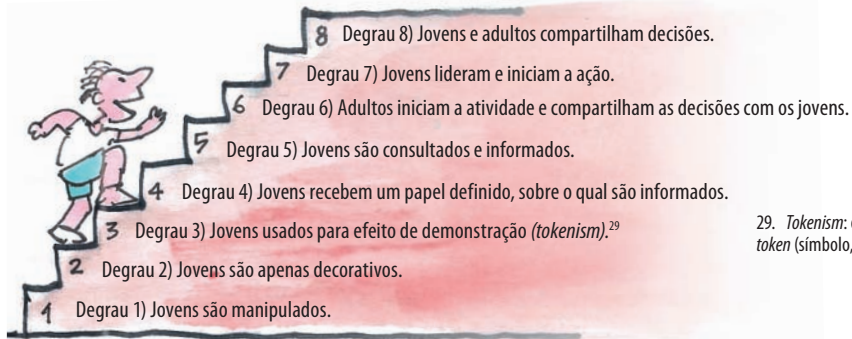 8 Degrau 8) Jovens e adultos compartilham decisões.
7 Degrau 7) Jovens lideram e iniciam a ação.
6 Degrau 6) Adultos iniciam a atividade e compartilham as decisões com os jovens.
5 Degrau 5) Jovens são consultados e informados.
4 Degrau 4) Jovens recebem um papel definido, sobre o qual são informados.
3 Degrau 3) Jovens usados para efeito de demonstração (tokenism).29
2 Degrau 2) Jovens são apenas decorativos.
1 Degrau 1) Jovens são manipulados.
29. Tokenism:
token (símbolo,